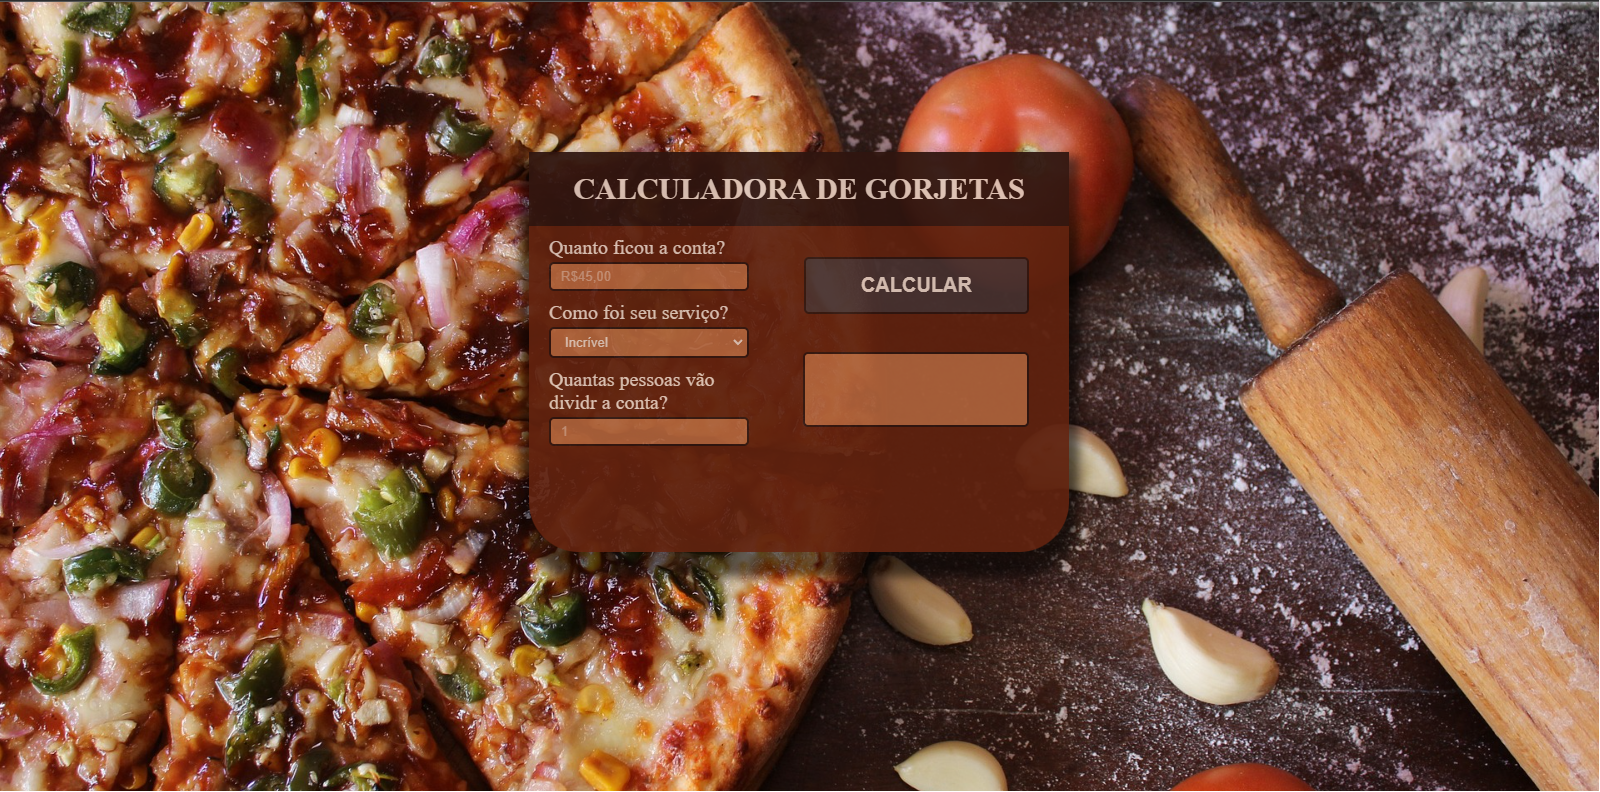 CALCULADORA DE GORJETAS
Quanto ficou a conta?
R$45,00
Como foi seu serviço?
Incrível
Quantas pessoas vão
dividr a conta?
1
CALCULAR